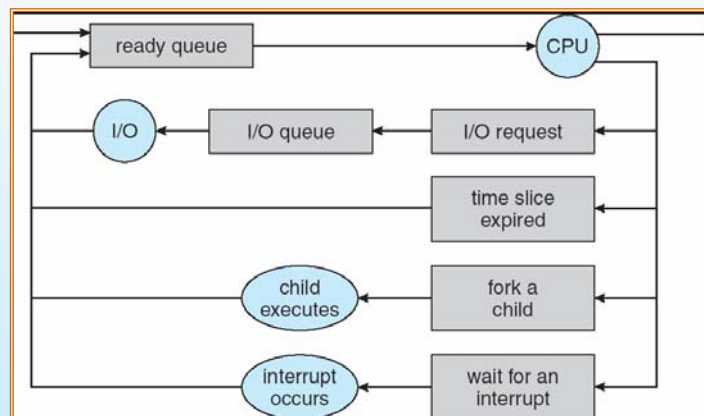 ready queue
CPU
I/O
I/O queue
I/O request
time slice
expired
child
executes
fork a
child
interrupt
occurs
wait for an
interrupt